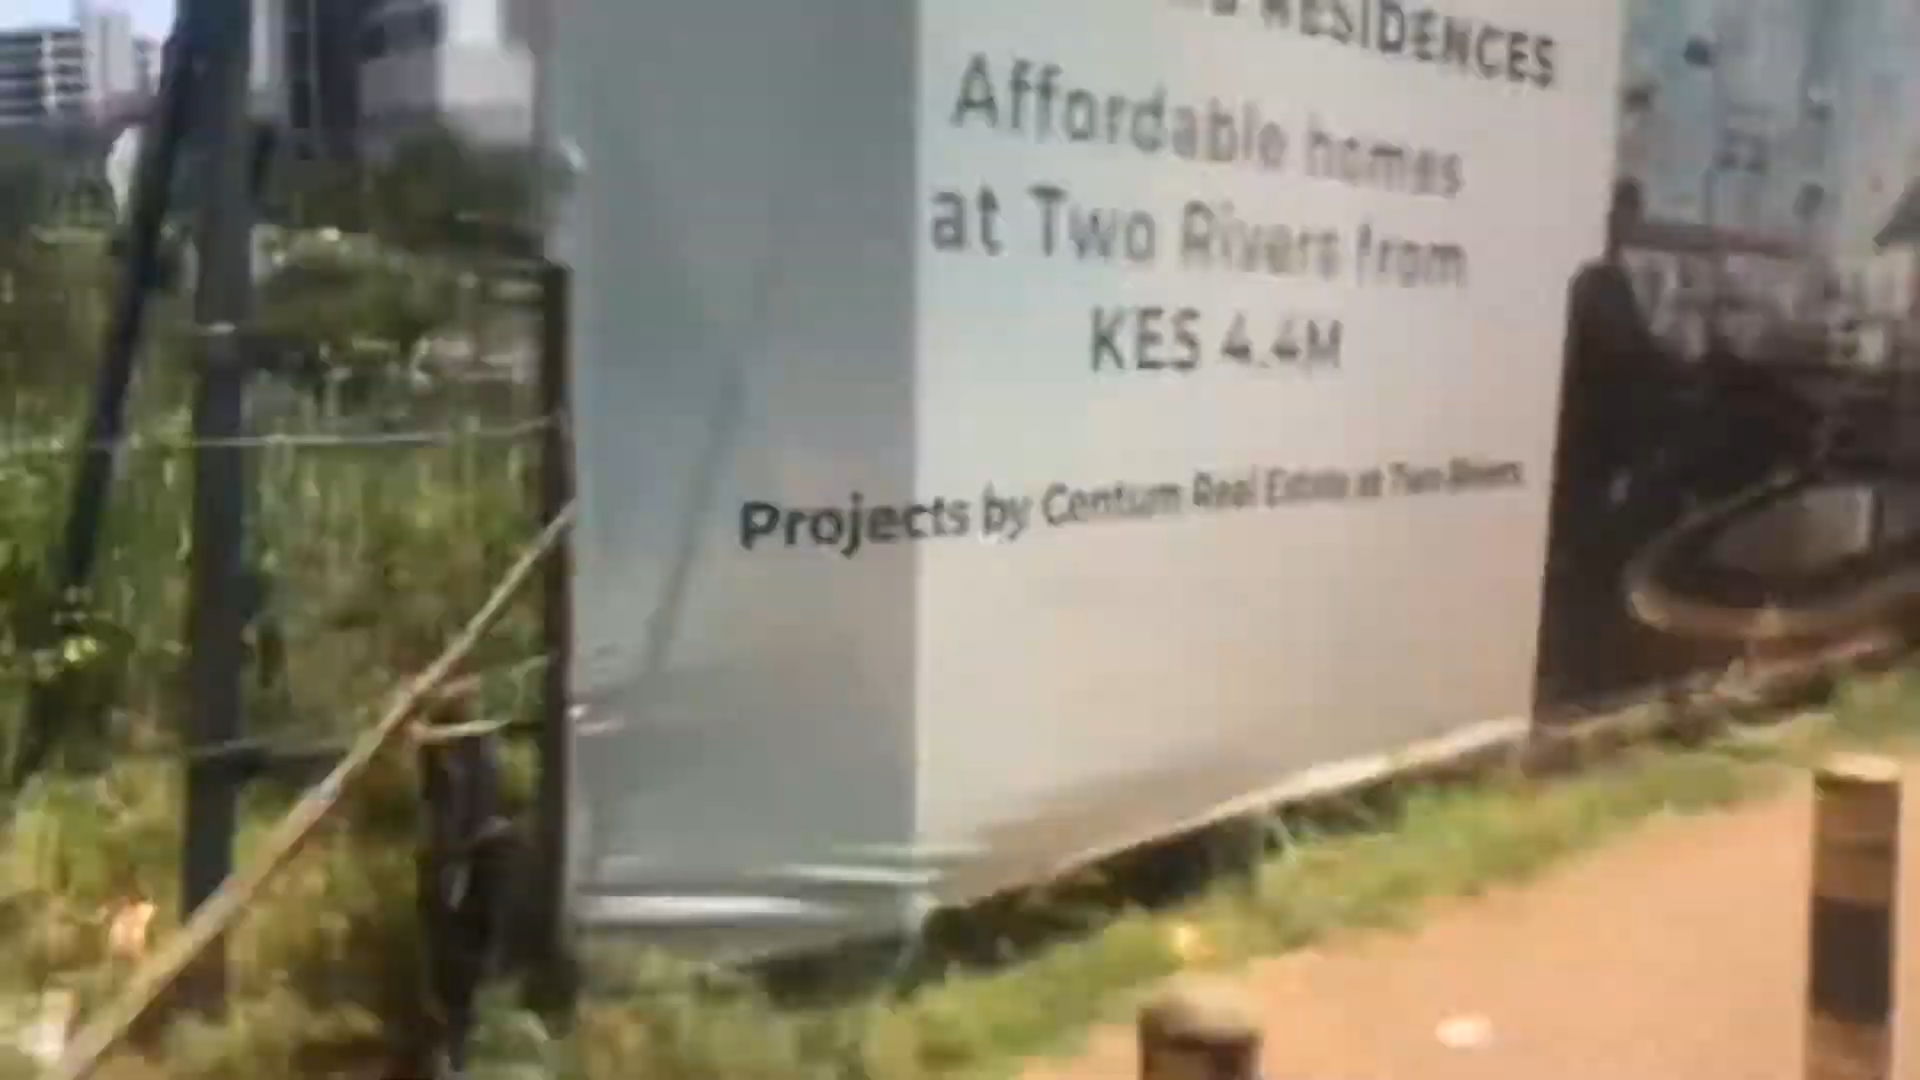 RESIDENCES
Affordable homes
at Two Rivers from
KES 4.4M
Projects by Centum Real Estate at Two Rivers